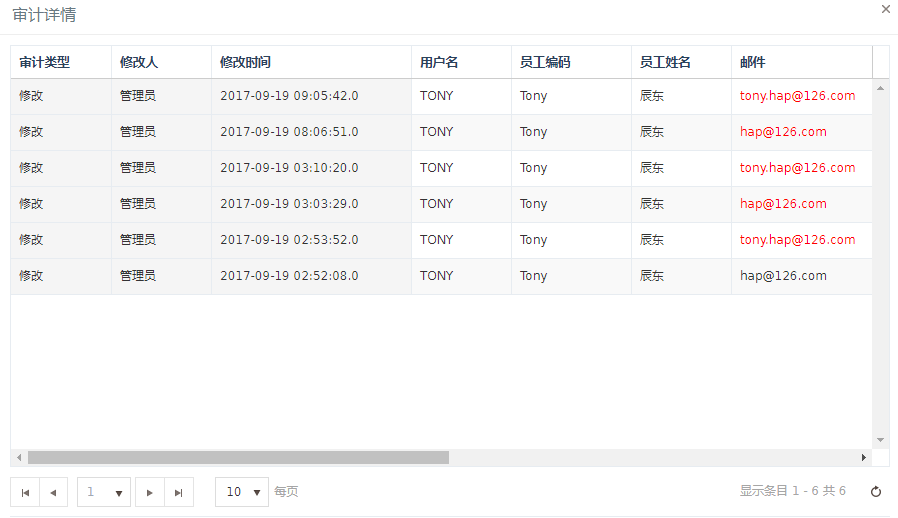 审计详情
审计类型 修改人 修改时间 用户名 员工编码 员工姓名 邮件
修改 管理员 2017-09-19 09:05:42.0 TONY Tony 辰东 tony.hap@126.com
修改 管理员 2017-09-19 08:06:51.0 TONY Tony 辰东 hap@126.com
修改 管理员 2017-09-19 03:10:20.0 TONY Tony 辰东 tony.hap@126.com
修改 管理员 2017-09-19 03:03:29.0 TONY Tony 辰东 hap@126.com
修改 管理员 2017-09-19 02:53:52.0 TONY Tony 辰东 tony.hap@126.com
修改 管理员 2017-09-19 02:52:08.0 TONY Tony 辰东 hap@126.com
1 10 每页 显示条目 1 - 6 共 6